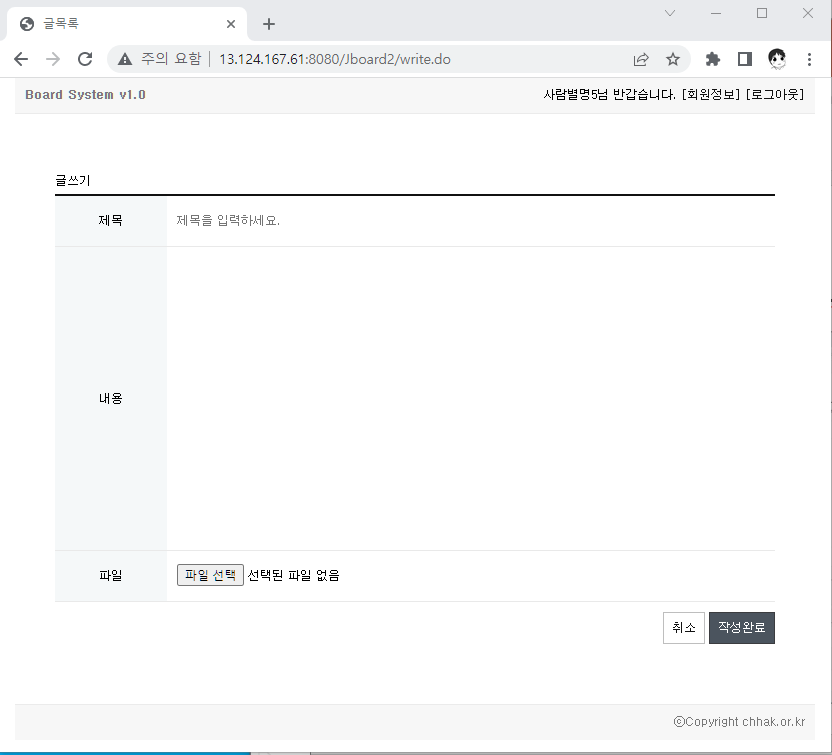 글목록
주의 요함 13.124.167.61:8080/Jboard2/write.do
Board System v1.0 사람별명5님 반갑습니다. [회원정보] [로그아웃]
글쓰기
제목 제목을 입력하세요.
내용
파일 파일 선택 선택된 파일 없음
취소 작성완료
ⓒCopyright chhak.or.kr